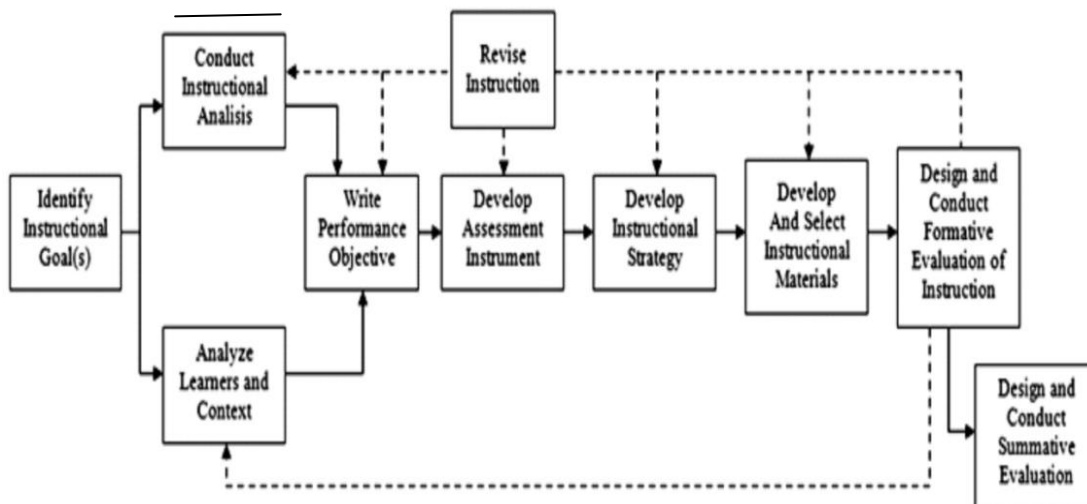 Conduct
Instructional
Analisis
Revise
Instruction
Identify
Instructional
Goal(s)
Write
Performance
Objective
Develop
Assessment
Instrument
Develop
Instructional
Strategy
Develop
And Select
Instructional
Materials
Design and
Conduct
Formative
Evaluation of
Instruction
Analyze
Learners and
Context
Design and
Conduct
Summative
Evaluation